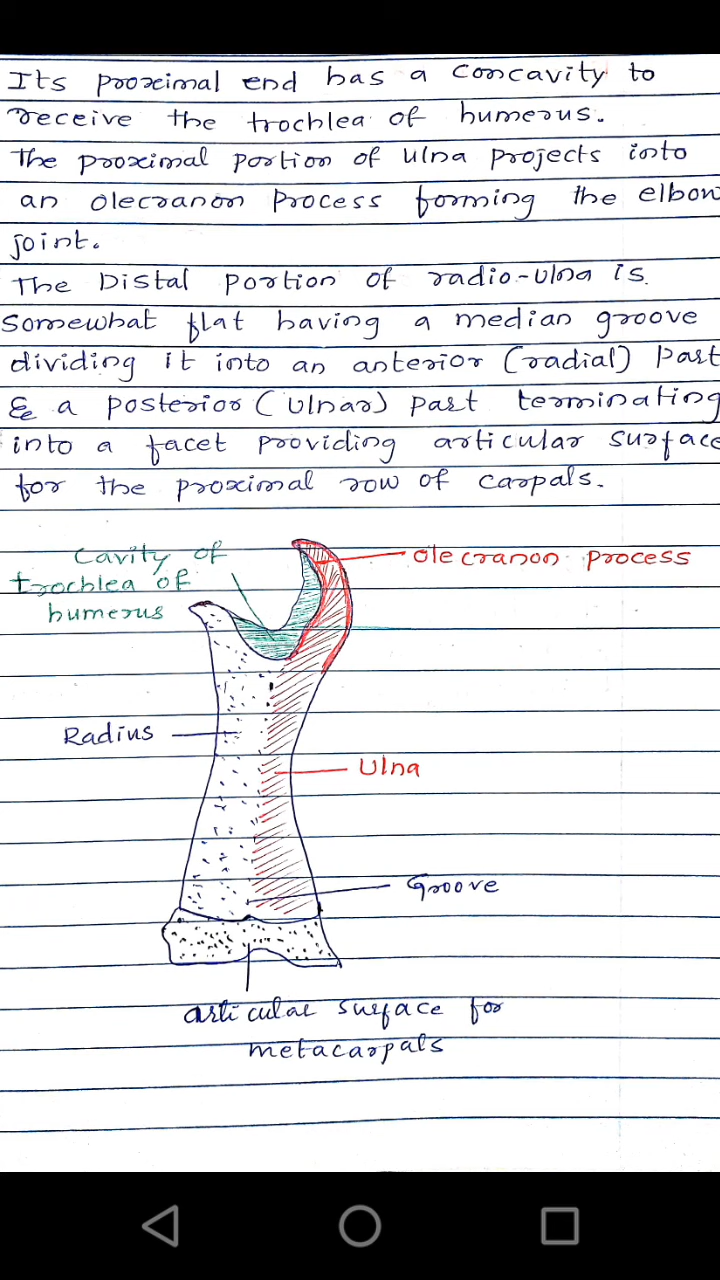 Its proximal end has a concavity to
receive the trochlea of humerus.
The proximal portion of ulna projects into
an olecranon process forming the elbow
joint.
The Distal portion of radio-ulna is
somewhat flat having a median groove
dividing it into an anterior (radial) part
& a posterior (ulnar) part terminating
into a facet providing articular surface
for the proximal row of carpals.
Cavity of
trochlea of
humerus
olecranon process
Radius
Ulna
Groove
articular surface for
metacarpals